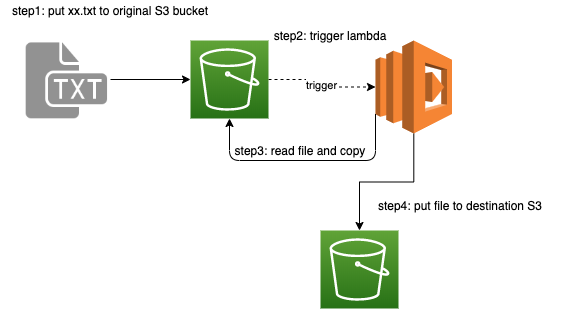 step1: put xx.txt to original S3 bucket
step2: trigger lambda
TXT
trigger
step3: read file and copy
step4: put file to destination S3